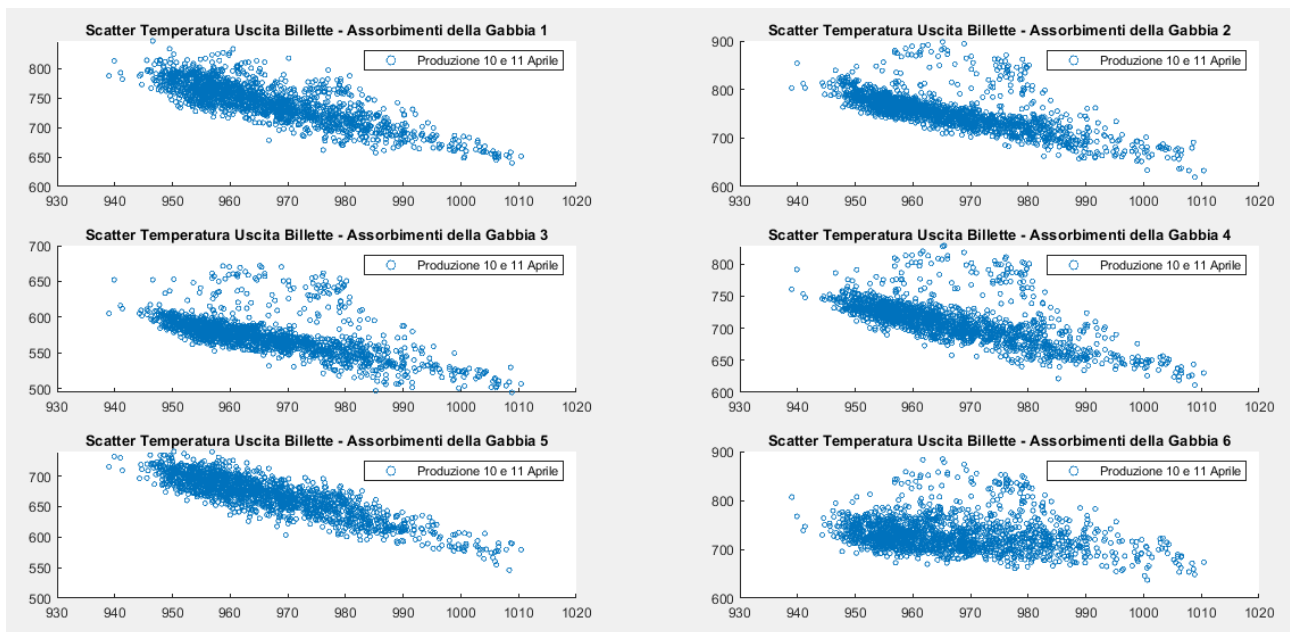 Scatter Temperatura Uscita Billette - Assorbimenti della Gabbia 1
Produzione 10 e 11 Aprile
800
750
700
650
600
930 940 950 960 970 980 990 1000 1010 1020
Scatter Temperatura Uscita Billette - Assorbimenti della Gabbia 2
Produzione 10 e 11 Aprile
900
800
700
600
930 940 950 960 970 980 990 1000 1010 1020
Scatter Temperatura Uscita Billette - Assorbimenti della Gabbia 3
Produzione 10 e 11 Aprile
700
650
600
550
500
930 940 950 960 970 980 990 1000 1010 1020
Scatter Temperatura Uscita Billette - Assorbimenti della Gabbia 4
Produzione 10 e 11 Aprile
800
750
700
650
600
930 940 950 960 970 980 990 1000 1010 1020
Scatter Temperatura Uscita Billette - Assorbimenti della Gabbia 5
Produzione 10 e 11 Aprile
700
650
600
550
500
930 940 950 960 970 980 990 1000 1010 1020
Scatter Temperatura Uscita Billette - Assorbimenti della Gabbia 6
Produzione 10 e 11 Aprile
900
800
700
600
930 940 950 960 970 980 990 1000 1010 1020